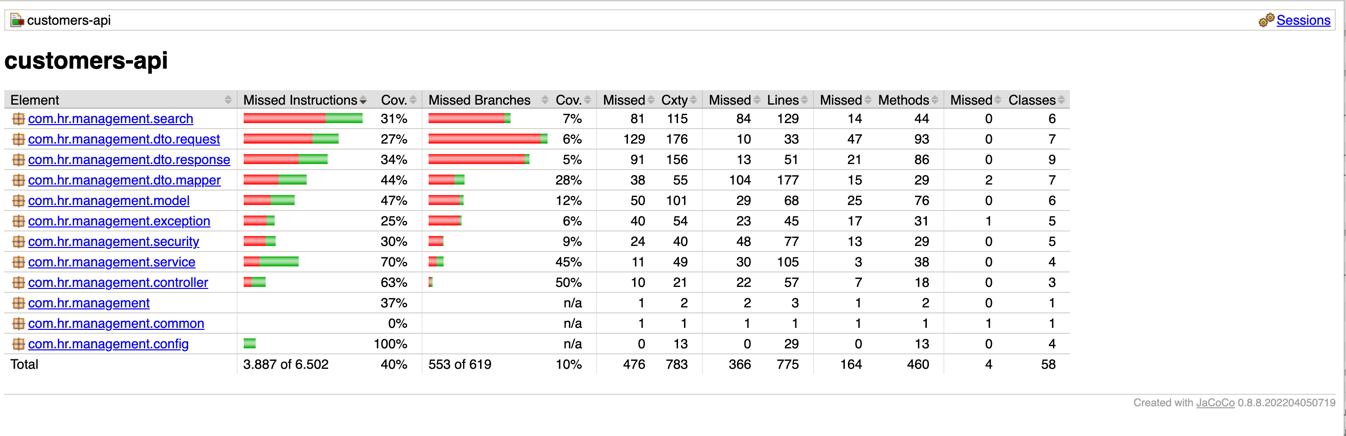 customers-api Sessions
customers-api
Element Missed Instructions Cov. Missed Branches Cov. Missed Cxty Missed Lines Missed Methods Missed Classes
com.hr.management.search 31% 7% 81 115 84 129 14 44 0 6
com.hr.management.dto.request 27% 6% 129 176 10 33 47 93 0 7
com.hr.management.dto.response 34% 5% 91 156 13 51 21 86 0 9
com.hr.management.dto.mapper 44% 28% 38 55 104 177 15 29 2 7
com.hr.management.model 47% 12% 50 101 29 68 25 76 0 6
com.hr.management.exception 25% 6% 40 54 23 45 17 31 1 5
com.hr.management.security 30% 9% 24 40 48 77 13 29 0 5
com.hr.management.service 70% 45% 11 49 30 105 3 38 0 4
com.hr.management.controller 63% 50% 10 21 22 57 7 18 0 3
com.hr.management 37% n/a 1 2 2 3 1 2 0 1
com.hr.management.common 0% n/a 1 1 1 1 1 1 1 1
com.hr.management.config 100% n/a 0 13 0 29 0 13 0 4
Total 3.887 of 6.502 40% 553 of 619 10% 476 783 366 775 164 460 4 58
Created with JaCoCo 0.8.8.202204050719